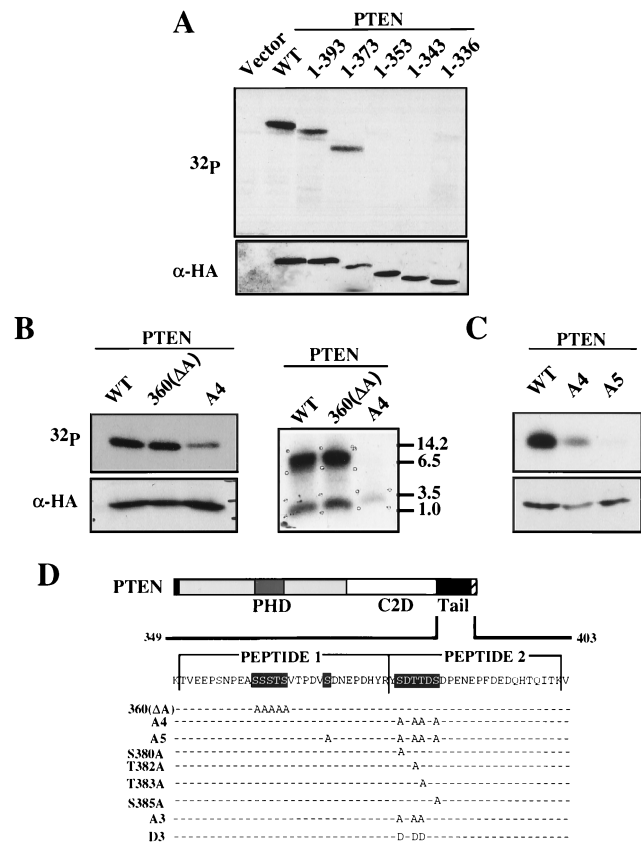 A
PTEN
Vector WT 1-393 1-373 1-353 1-343 1-336
32P
α-HA
B
PTEN
WT 360(ΔA) A4
32P
α-HA
PTEN
WT 360(ΔA) A4
14.2
6.5
3.5
1.0
C
PTEN
WT A4 A5
D
PTEN
PHD C2D Tail
349 403
PEPTIDE 1 PEPTIDE 2
KTVEEPSNPEASSSTSVTPDVSDNEPDHYRYSDTTDSDPENEPFDEDQHTQITKV
360(ΔA) -----------AAAAA---------------------------------------
A4 -------------------------------A-AA-A------------------
A5 ---------------------A---------A-AA-A------------------
S380A -------------------------------A-----------------------
T382A ---------------------------------A---------------------
T383A ----------------------------------A--------------------
S385A ------------------------------------A------------------
A3 -------------------------------A-AA--------------------
D3 -------------------------------D-DD--------------------